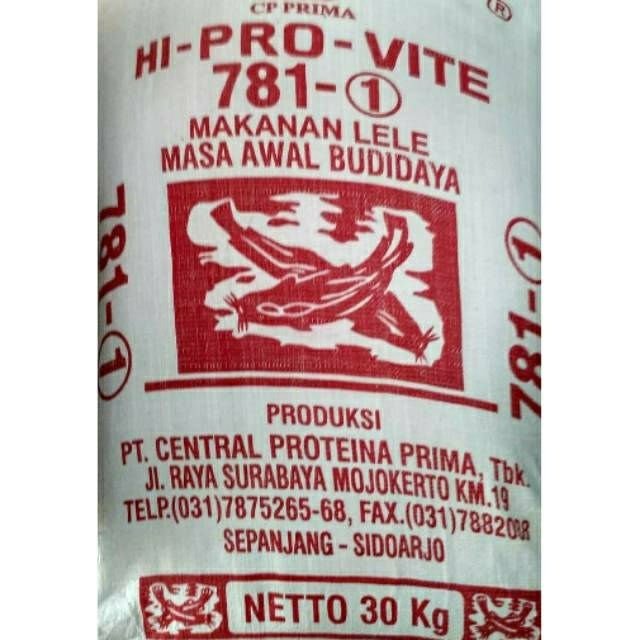 CP PRIMA
®
HI-PRO-VITE
781-①
MAKANAN LELE
MASA AWAL BUDIDAYA
781-①
781-①
PRODUKSI
PT. CENTRAL PROTEINA PRIMA, Tbk.
Jl. RAYA SURABAYA MOJOKERTO KM.19
TELP.(031)7875265-68, FAX.(031)7882088
SEPANJANG - SIDOARJO
NETTO 30 Kg